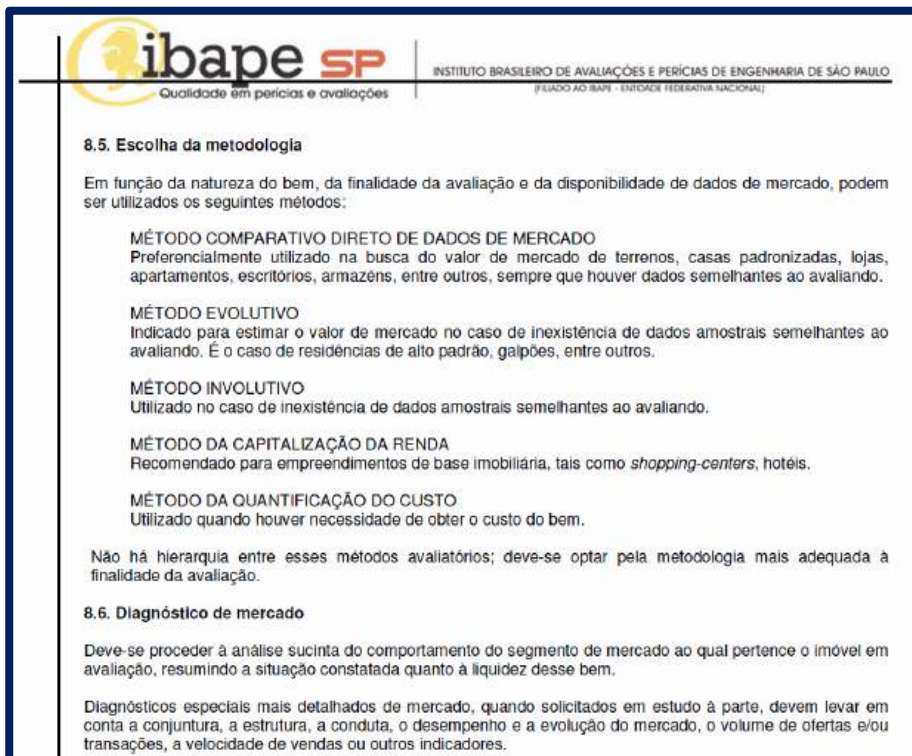 ibape SP
Qualidade em perícias e avaliações
INSTITUTO BRASILEIRO DE AVALIAÇÕES E PERÍCIAS DE ENGENHARIA DE SÃO PAULO
(FILIADO AO IBAPE - ENTIDADE FEDERATIVA NACIONAL)
8.5. Escolha da metodologia
Em função da natureza do bem, da finalidade da avaliação e da disponibilidade de dados de mercado, podem
ser utilizados os seguintes métodos:
MÉTODO COMPARATIVO DIRETO DE DADOS DE MERCADO
Preferencialmente utilizado na busca do valor de mercado de terrenos, casas padronizadas, lojas,
apartamentos, escritórios, armazéns, entre outros, sempre que houver dados semelhantes ao avaliando.
MÉTODO EVOLUTIVO
Indicado para estimar o valor de mercado no caso de inexistência de dados amostrais semelhantes ao
avaliando. É o caso de residências de alto padrão, galpões, entre outros.
MÉTODO INVOLUTIVO
Utilizado no caso de inexistência de dados amostrais semelhantes ao avaliando.
MÉTODO DA CAPITALIZAÇÃO DA RENDA
Recomendado para empreendimentos de base imobiliária, tais como shopping-centers, hotéis.
MÉTODO DA QUANTIFICAÇÃO DO CUSTO
Utilizado quando houver necessidade de obter o custo do bem.
Não há hierarquia entre esses métodos avaliatórios; deve-se optar pela metodologia mais adequada à
finalidade da avaliação.
8.6. Diagnóstico de mercado
Deve-se proceder à análise sucinta do comportamento do segmento de mercado ao qual pertence o imóvel em
avaliação, resumindo a situação constatada quanto à liquidez desse bem.
Diagnósticos especiais mais detalhados de mercado, quando solicitados em estudo à parte, devem levar em
conta a conjuntura, a estrutura, a conduta, o desempenho e a evolução do mercado, o volume de ofertas e/ou
transações, a velocidade de vendas ou outros indicadores.